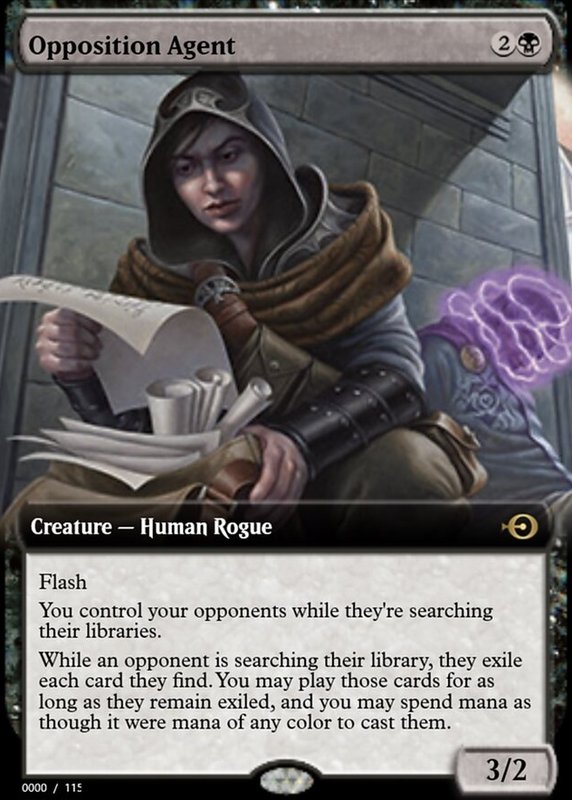 Opposition Agent 2
Creature — Human Rogue
Flash
You control your opponents while they're searching
their libraries.
While an opponent is searching their library, they exile
each card they find. You may play those cards for as
long as they remain exiled, and you may spend mana as
though it were mana of any color to cast them.
3/2
0000 / 115